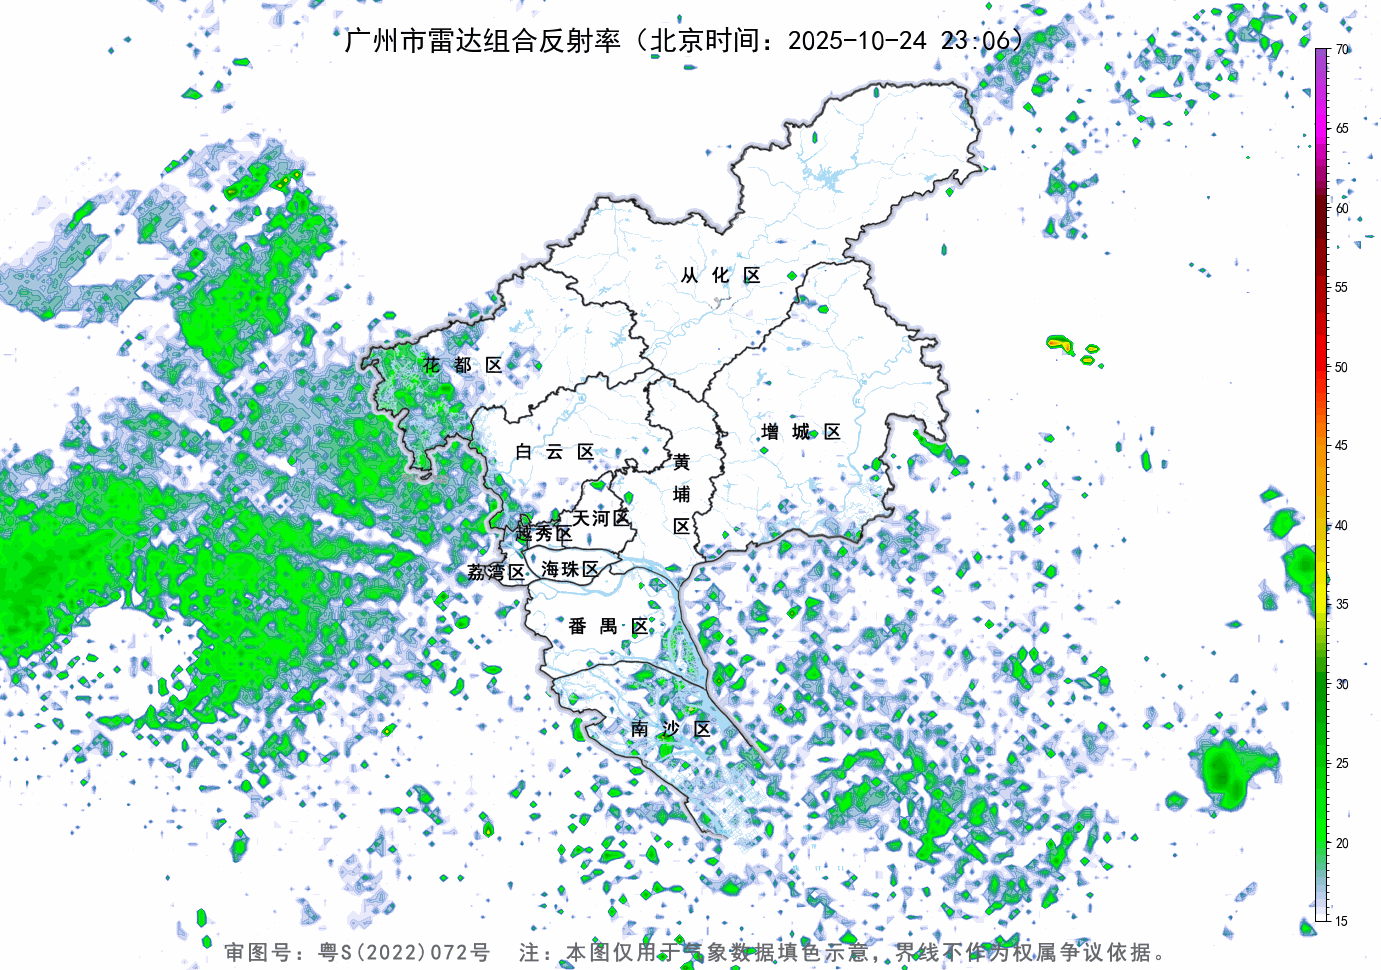 广州市雷达组合反射率（北京时间：2025-10-24 23:06）
70
65
60
55
50
45
40
35
30
25
20
15
从化区
花都区
增城区
白云区
黄埔区
天河区
越秀区
荔湾区
海珠区
番禺区
南沙区
审图号：粤S(2022)072号 注：本图仅用于气象数据填色示意，界线不作为权属争议依据。